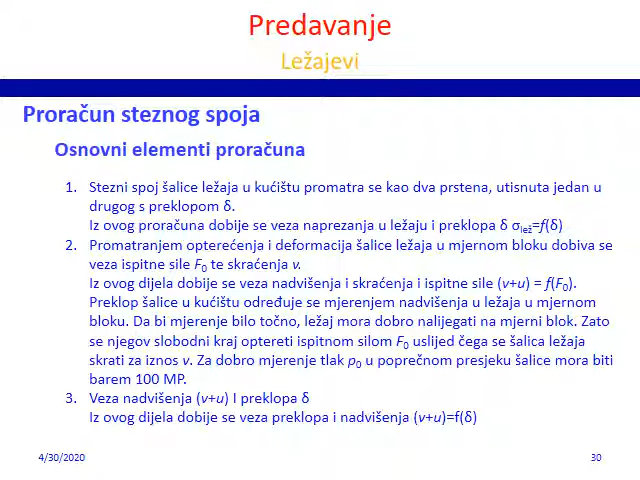 Predavanje
Ležajevi
Proračun steznog spoja
Osnovni elementi proračuna
1. Stezni spoj šalice ležaja u kućištu promatra se kao dva prstena, utisnuta jedan u
drugog s preklopom δ.
Iz ovog proračuna dobije se veza naprezanja u ležaju i preklopa δ σlež=f(δ)
2. Promatranjem opterećenja i deformacija šalice ležaja u mjernom bloku dobiva se
veza ispitne sile F0 te skraćenja v.
Iz ovog dijela dobije se veza nadvišenja i skraćenja i ispitne sile (v+u) = f(F0).
Preklop šalice u kućištu određuje se mjerenjem nadvišenja u ležaja u mjernom
bloku. Da bi mjerenje bilo točno, ležaj mora dobro nalijegati na mjerni blok. Zato
se njegov slobodni kraj optereti ispitnom silom F0 uslijed čega se šalica ležaja
skrati za iznos v. Za dobro mjerenje tlak p0 u poprečnom presjeku šalice mora biti
barem 100 MP.
3. Veza nadvišenja (v+u) I preklopa δ
Iz ovog dijela dobije se veza preklopa i nadvišenja (v+u)=f(δ)
4/30/2020
30